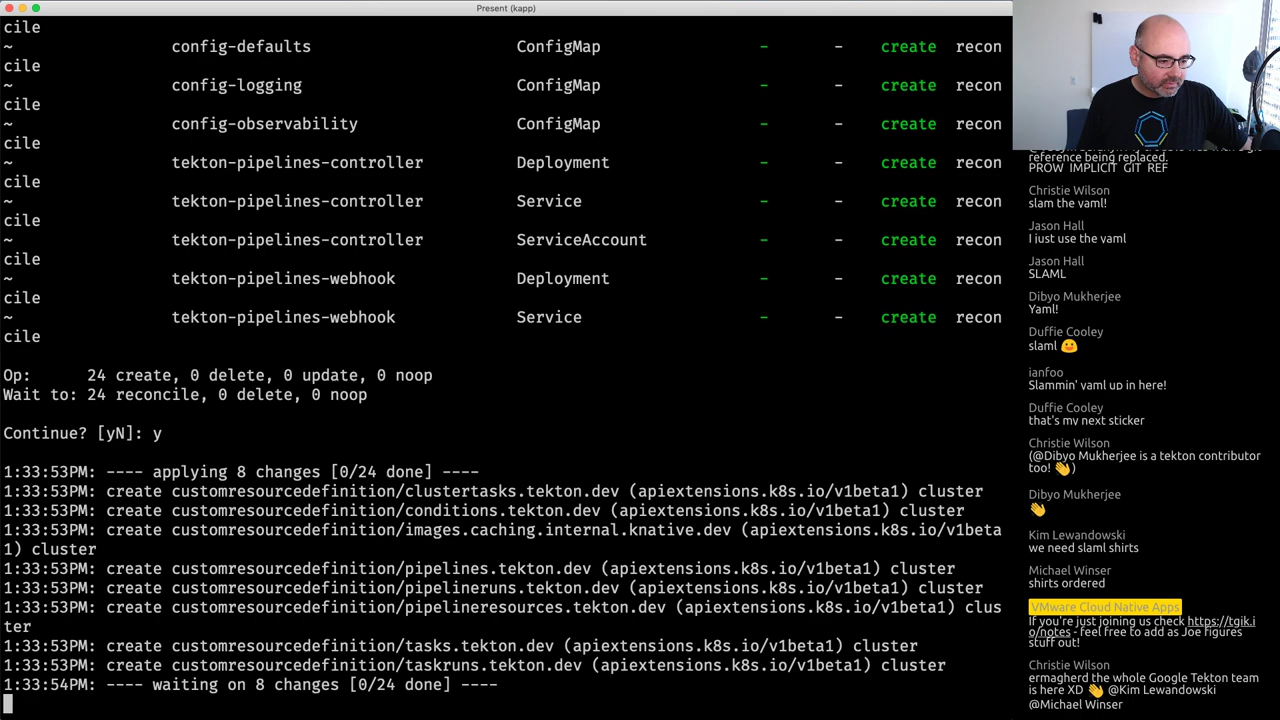 Present (kapp)
cile
~ config-defaults ConfigMap - - create recon
cile
~ config-logging ConfigMap - - create recon
cile
~ config-observability ConfigMap - - create recon
cile
~ tekton-pipelines-controller Deployment - - create recon
cile
~ tekton-pipelines-controller Service - - create recon
cile
~ tekton-pipelines-controller ServiceAccount - - create recon
cile
~ tekton-pipelines-webhook Deployment - - create recon
cile
~ tekton-pipelines-webhook Service - - create recon
cile
Op: 24 create, 0 delete, 0 update, 0 noop
Wait to: 24 reconcile, 0 delete, 0 noop
Continue? [yN]: y
1:33:53PM: ---- applying 8 changes [0/24 done] ----
1:33:53PM: create customresourcedefinition/clustertasks.tekton.dev (apiextensions.k8s.io/v1beta1) cluster
1:33:53PM: create customresourcedefinition/conditions.tekton.dev (apiextensions.k8s.io/v1beta1) cluster
1:33:53PM: create customresourcedefinition/images.caching.internal.knative.dev (apiextensions.k8s.io/v1beta
1) cluster
1:33:53PM: create customresourcedefinition/pipelines.tekton.dev (apiextensions.k8s.io/v1beta1) cluster
1:33:53PM: create customresourcedefinition/pipelineruns.tekton.dev (apiextensions.k8s.io/v1beta1) cluster
1:33:53PM: create customresourcedefinition/pipelineresources.tekton.dev (apiextensions.k8s.io/v1beta1) clus
ter
1:33:53PM: create customresourcedefinition/tasks.tekton.dev (apiextensions.k8s.io/v1beta1) cluster
1:33:53PM: create customresourcedefinition/taskruns.tekton.dev (apiextensions.k8s.io/v1beta1) cluster
1:33:54PM: ---- waiting on 8 changes [0/24 done] ----
reference being replaced.
PROW IMPLICIT GIT REF
Christie Wilson
slam the yaml!
Jason Hall
I just use the yaml
Jason Hall
SLAML
Dibyo Mukherjee
Yaml!
Duffie Cooley
slaml 😛
ianfoo
Slammin' yaml up in here!
Duffie Cooley
that's my next sticker
Christie Wilson
(@Dibyo Mukherjee is a tekton contributor
too! 👋)
Dibyo Mukherjee
👋
Kim Lewandowski
we need slaml shirts
Michael Winser
shirts ordered
VMware Cloud Native Apps
If you're just joining us check https://tgik.i
o/notes - feel free to add as Joe figures
stuff out!
Christie Wilson
ermagherd the whole Google Tekton team
is here XD 👋 @Kim Lewandowski
@Michael Winser